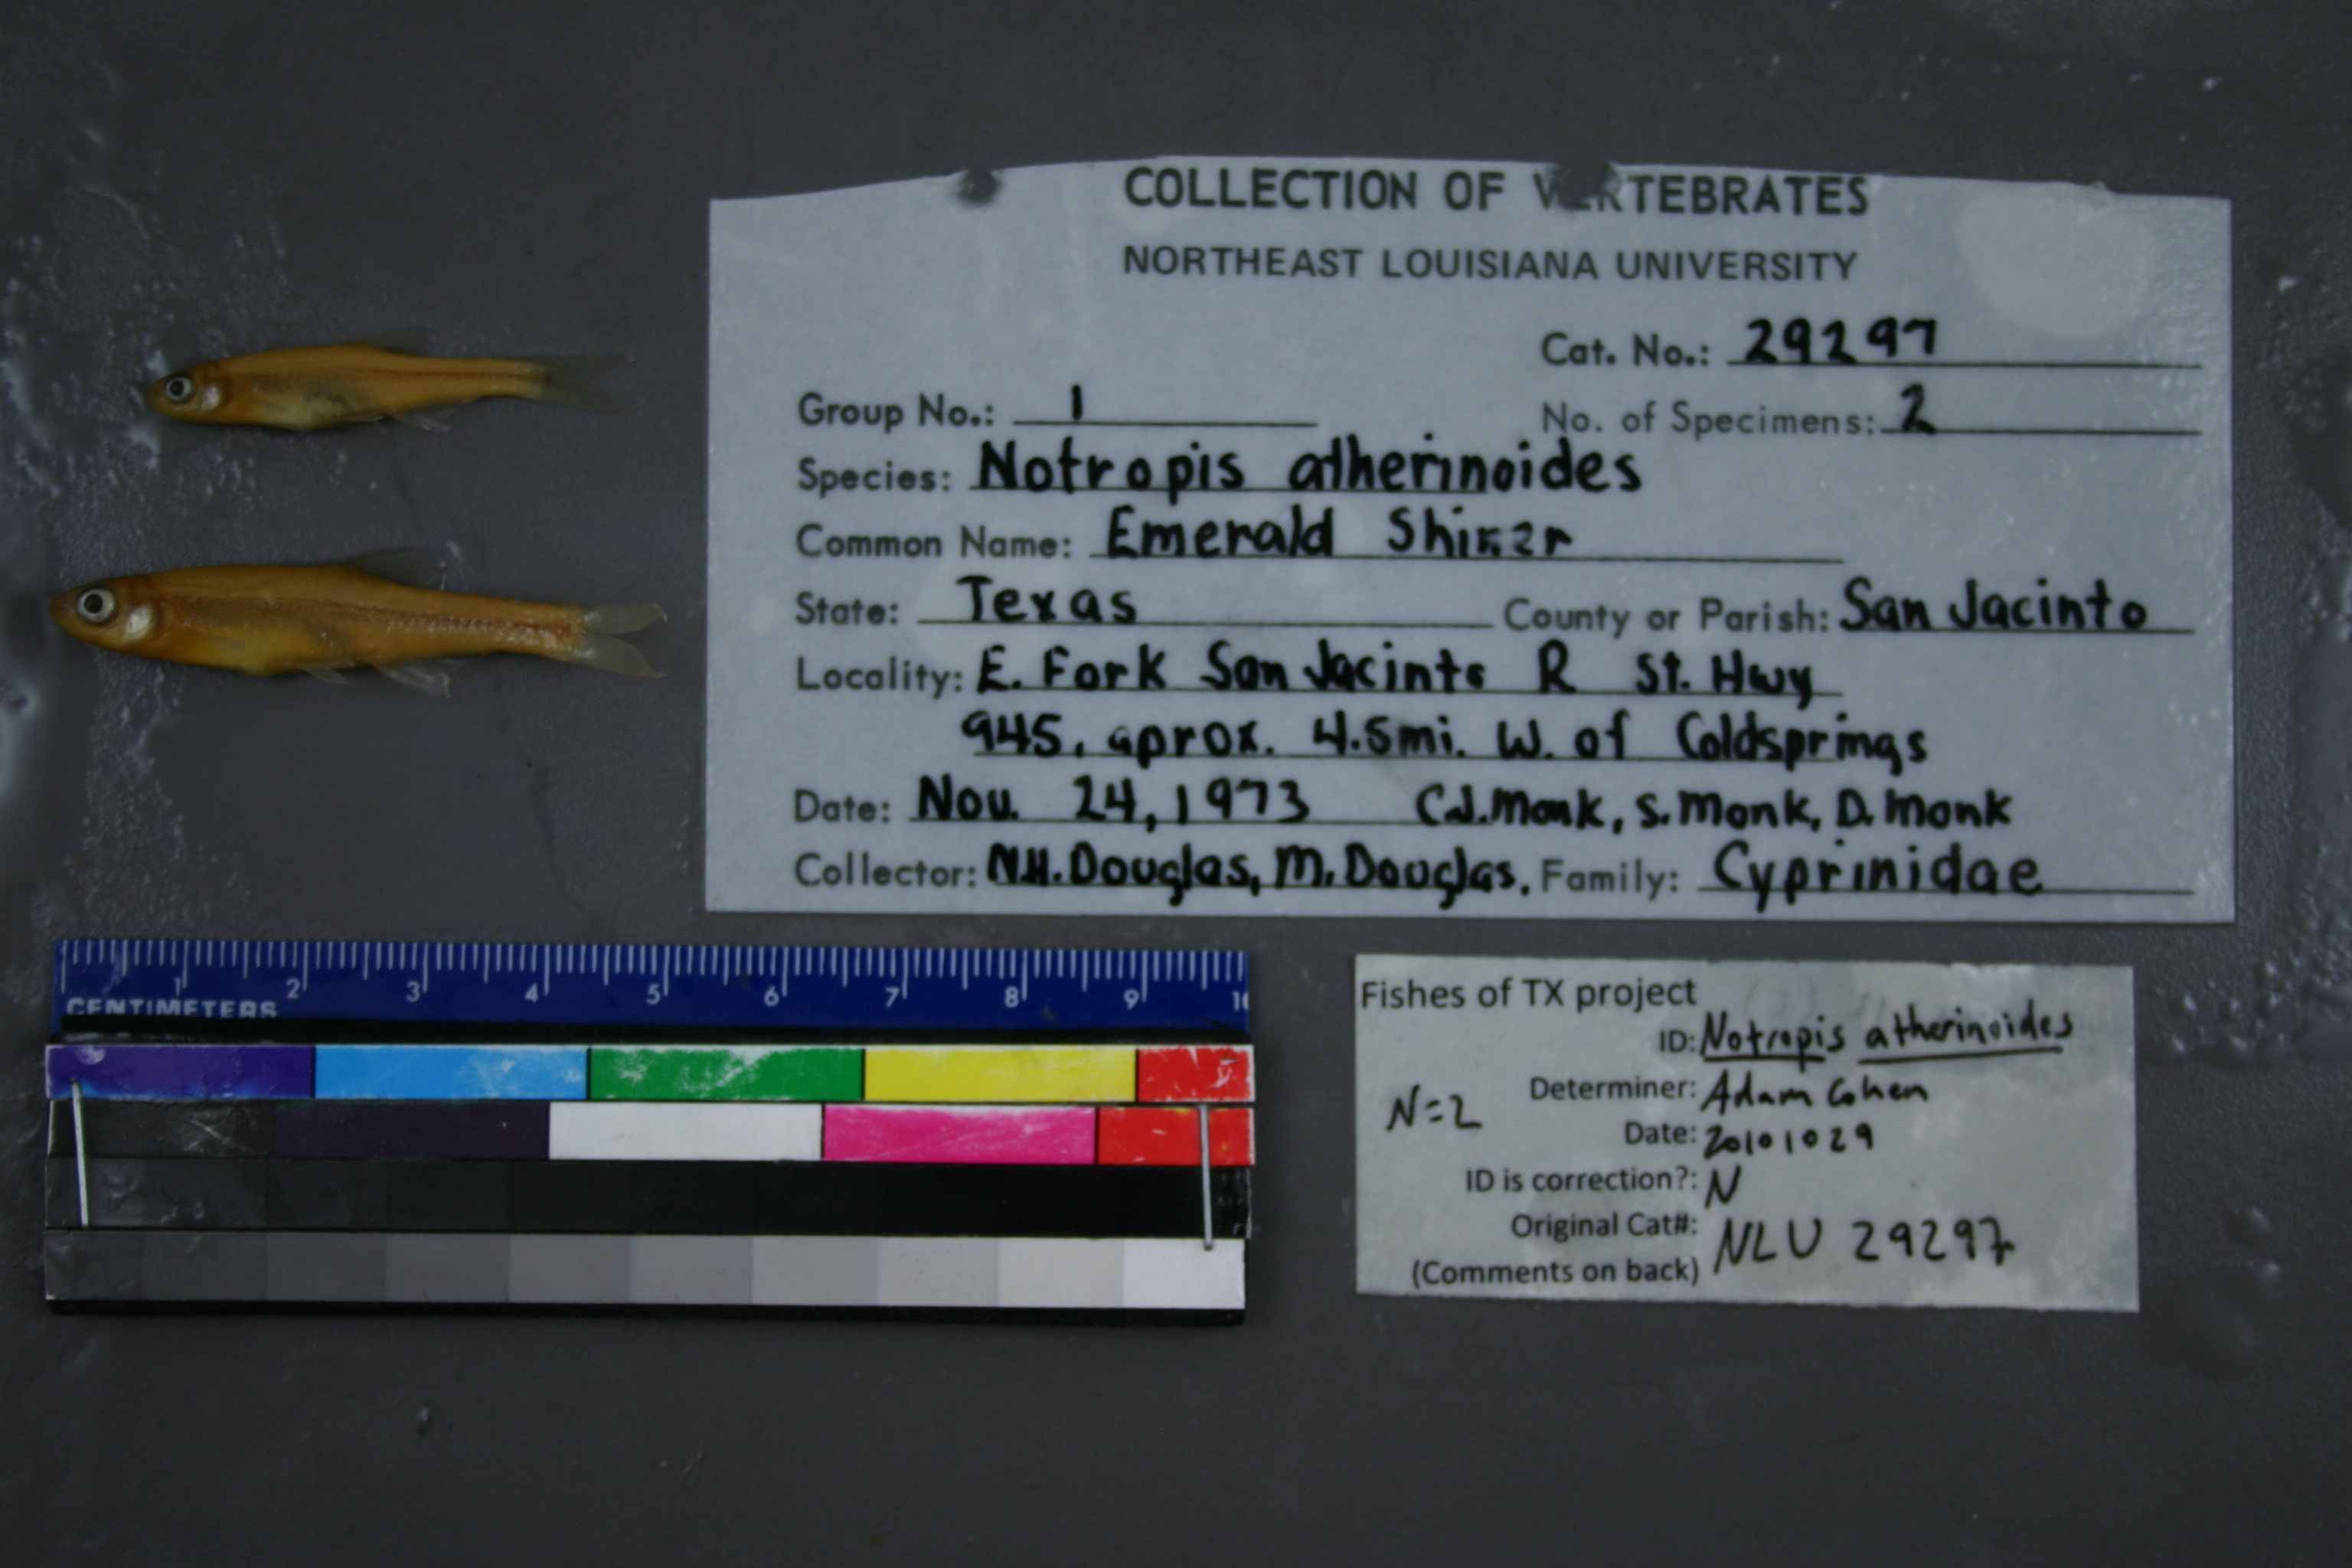 COLLECTION OF VERTEBRATES
NORTHEAST LOUISIANA UNIVERSITY
Cat. No.: 29297
Group No.: 1 No. of Specimens: 2
Species: Notropis atherinoides
Common Name: Emerald Shiner
State: Texas County or Parish: San Jacinto
Locality: E. Fork San Jacinto R St. Hwy
945, aprox. 4.5mi. W. of Coldsprings
Date: Nov. 24, 1973 C.J. Monk, S. Monk, D. Monk
Collector: N.H. Douglas, M. Douglas. Family: Cyprinidae
1 2 3 4 5 6 7 8 9 10
CENTIMETERS
Fishes of TX project
ID: Notropis atherinoides
Determiner: Adam Cohen
N=2
Date: 20101029
ID is correction?: N
Original Cat#: NLU 29297
(Comments on back)